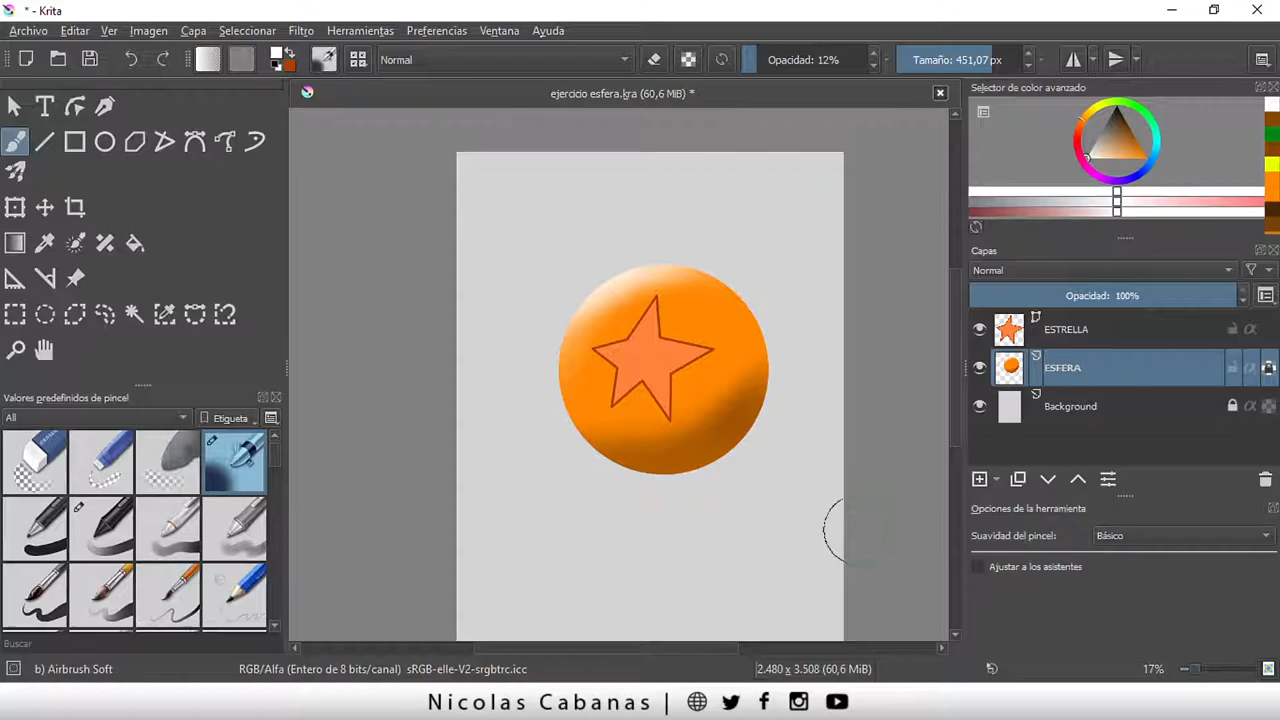 * - Krita
Archivo Editar Ver Imagen Capa Seleccionar Herramientas Preferencias Ventana Ayuda
Normal Opacidad: 12% Tamaño: 451,07 px
ejercicio esfera.kra (60,6 MiB) *
Selector de color avanzado
Capas
Normal
Opacidad: 100%
ESTRELLA
ESFERA
Background
Valores predefinidos de pincel
All Etiqueta
Opciones de la herramienta
Suavidad del pincel: Básico
Ajustar a los asistentes
Buscar
b) Airbrush Soft RGB/Alfa (Entero de 8 bits/canal) sRGB-elle-V2-srgbtrc.icc 2.480 x 3.508 (60,6 MiB) 17%
Nicolas Cabanas |